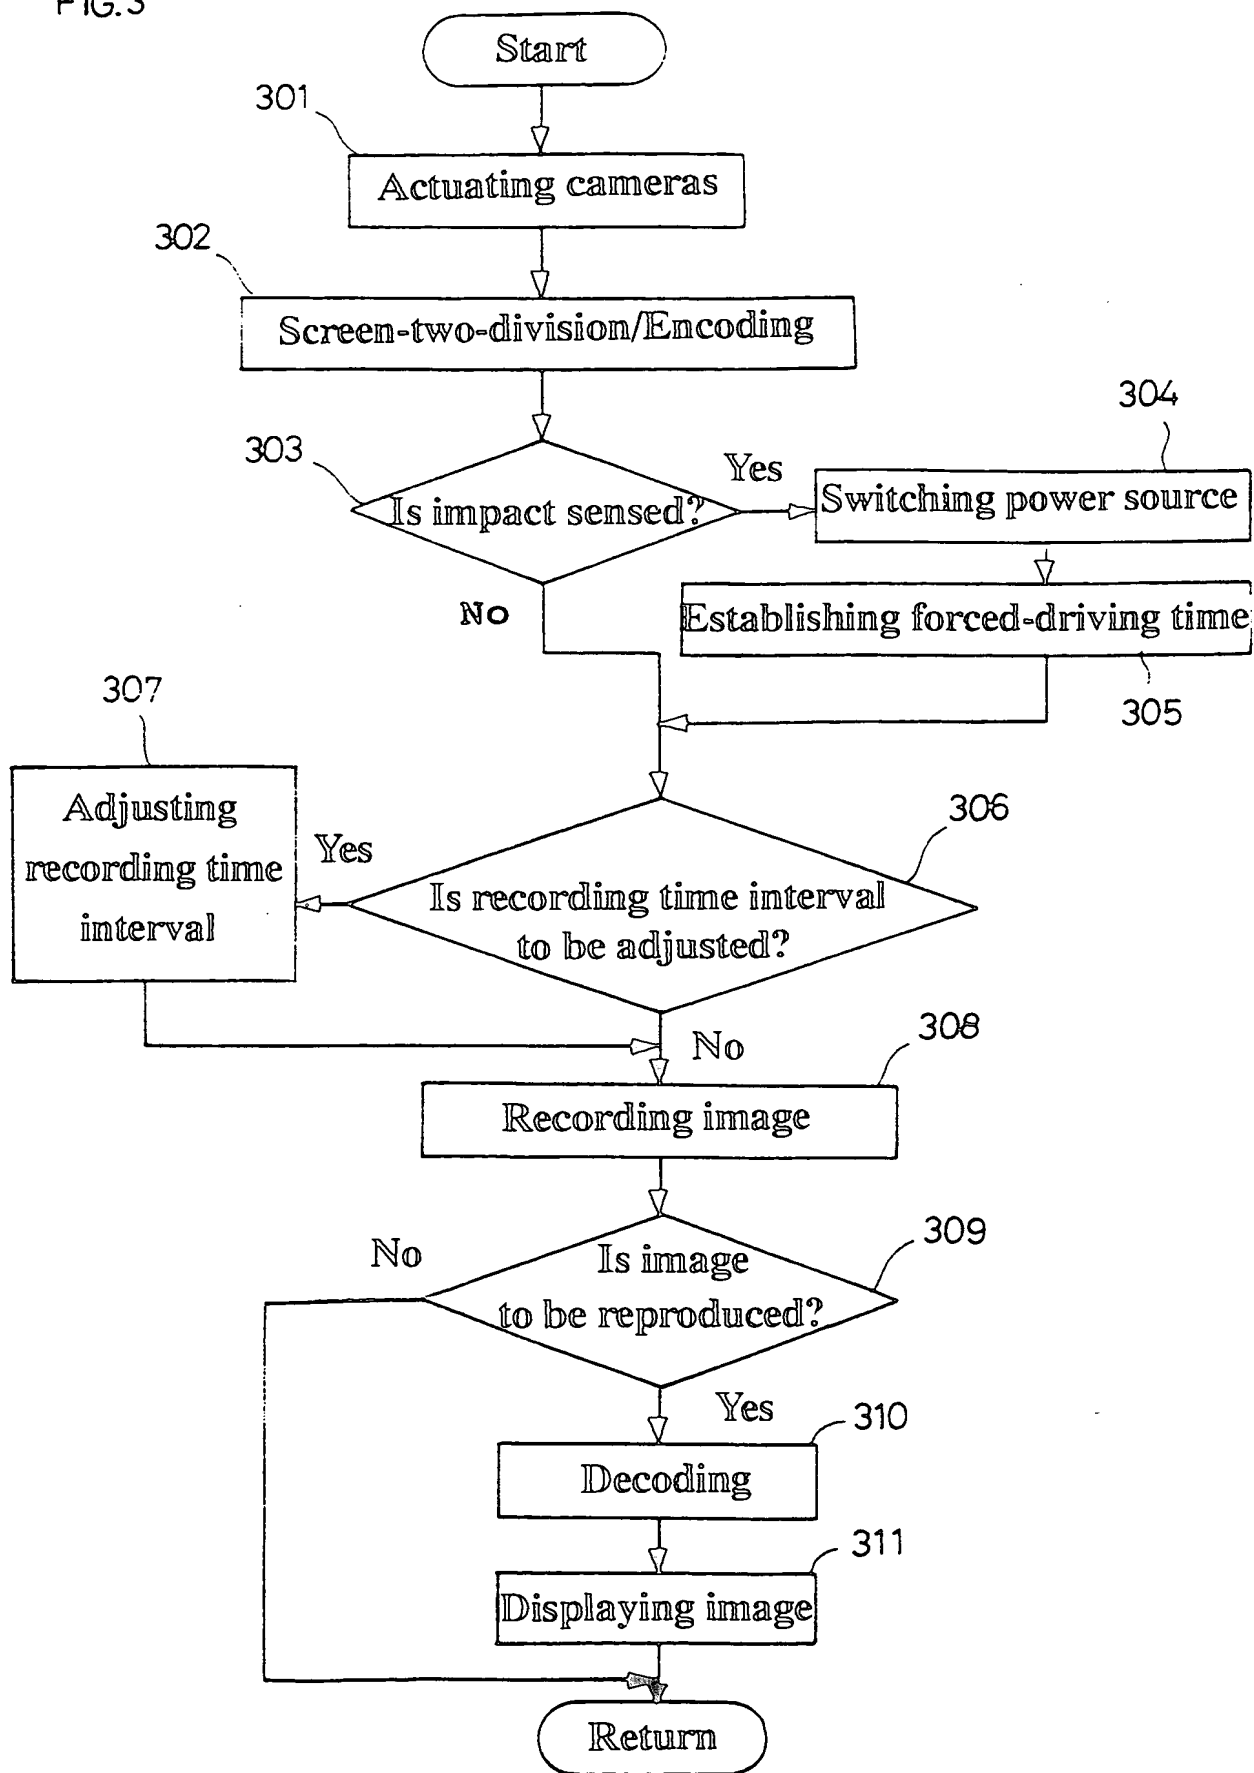 FIG.3
Start
301
Actuating cameras
302
Screen-two-division/Encoding
303
Is impact sensed?
Yes
304
Switching power source
No
Establishing forced-driving time
305
307
Adjusting
recording time
interval
Yes
306
Is recording time interval
to be adjusted?
No
308
Recording image
309
No
Is image
to be reproduced?
Yes
310
Decoding
311
Displaying image
Return